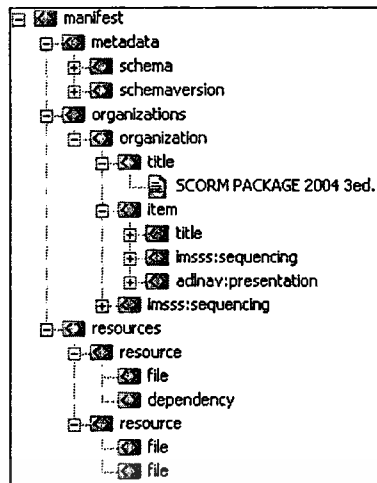 manifest
metadata
schema
schemaversion
organizations
organization
title
SCORM PACKAGE 2004 3ed.
item
title
imsss:sequencing
adlnav:presentation
imsss:sequencing
resources
resource
file
dependency
resource
file
file